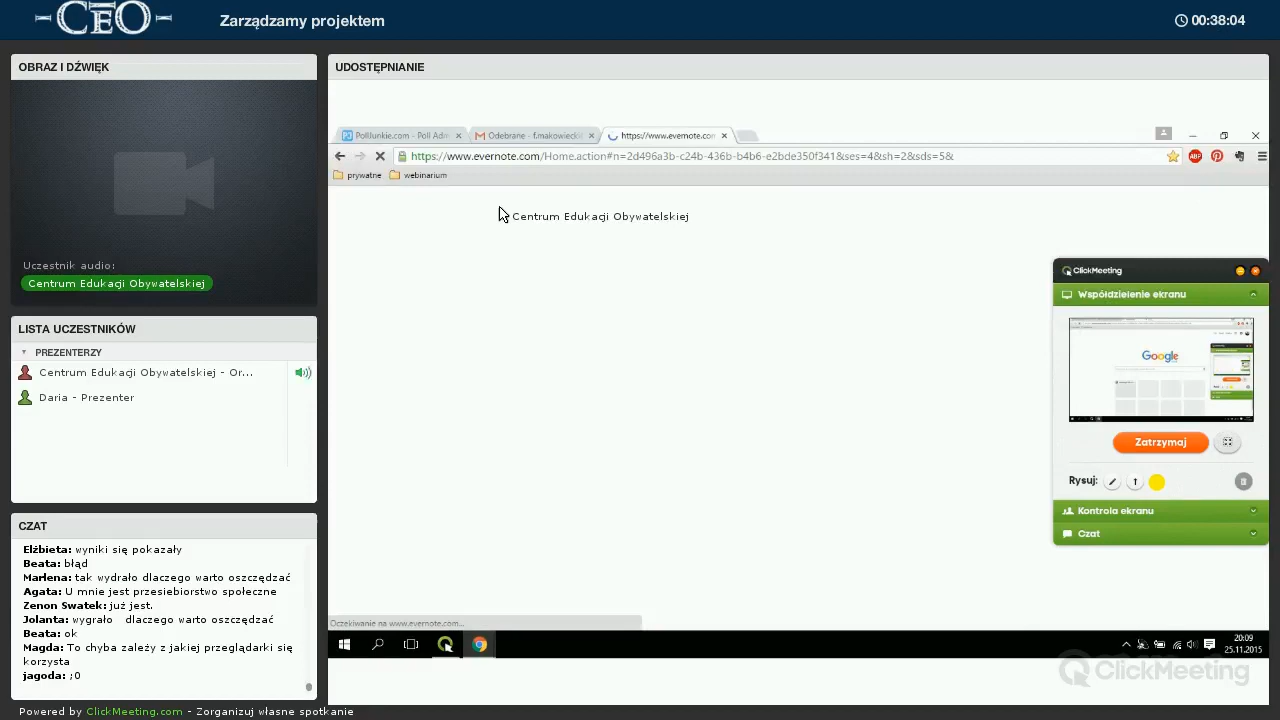 CEO
Zarządzamy projektem
00:38:04
OBRAZ I DŹWIĘK
Uczestnik audio:
Centrum Edukacji Obywatelskiej
LISTA UCZESTNIKÓW
PREZENTERZY
Centrum Edukacji Obywatelskiej - Or...
Daria - Prezenter
CZAT
Elżbieta: wyniki się pokazały
Beata: błąd
Marlena: tak wydrało dlaczego warto oszczędzać
Agata: U mnie jest przesiebiorstwo społeczne
Zenon Swatek: już jest.
Jolanta: wygrało dlaczego warto oszczędzać
Beata: ok
Magda: To chyba zależy z jakiej przeglądarki się
korzysta
jagoda: ;0
UDOSTĘPNIANIE
PollJunkie.com - Poll Adm
Odebrane - f.makowiecki
https://www.evernote.com
https://www.evernote.com/Home.action#n=2d496a3b-c24b-436b-b4b6-e2bde350f341&ses=4&sh=2&sds=5&
ABP
prywatne
webinarium
Centrum Edukacji Obywatelskiej
ClickMeeting
Współdzielenie ekranu
Google
Zatrzymaj
Rysuj:
Kontrola ekranu
Czat
Oczekiwanie na www.evernote.com...
20:09
25.11.2015
ClickMeeting
Powered by ClickMeeting.com - Zorganizuj własne spotkanie